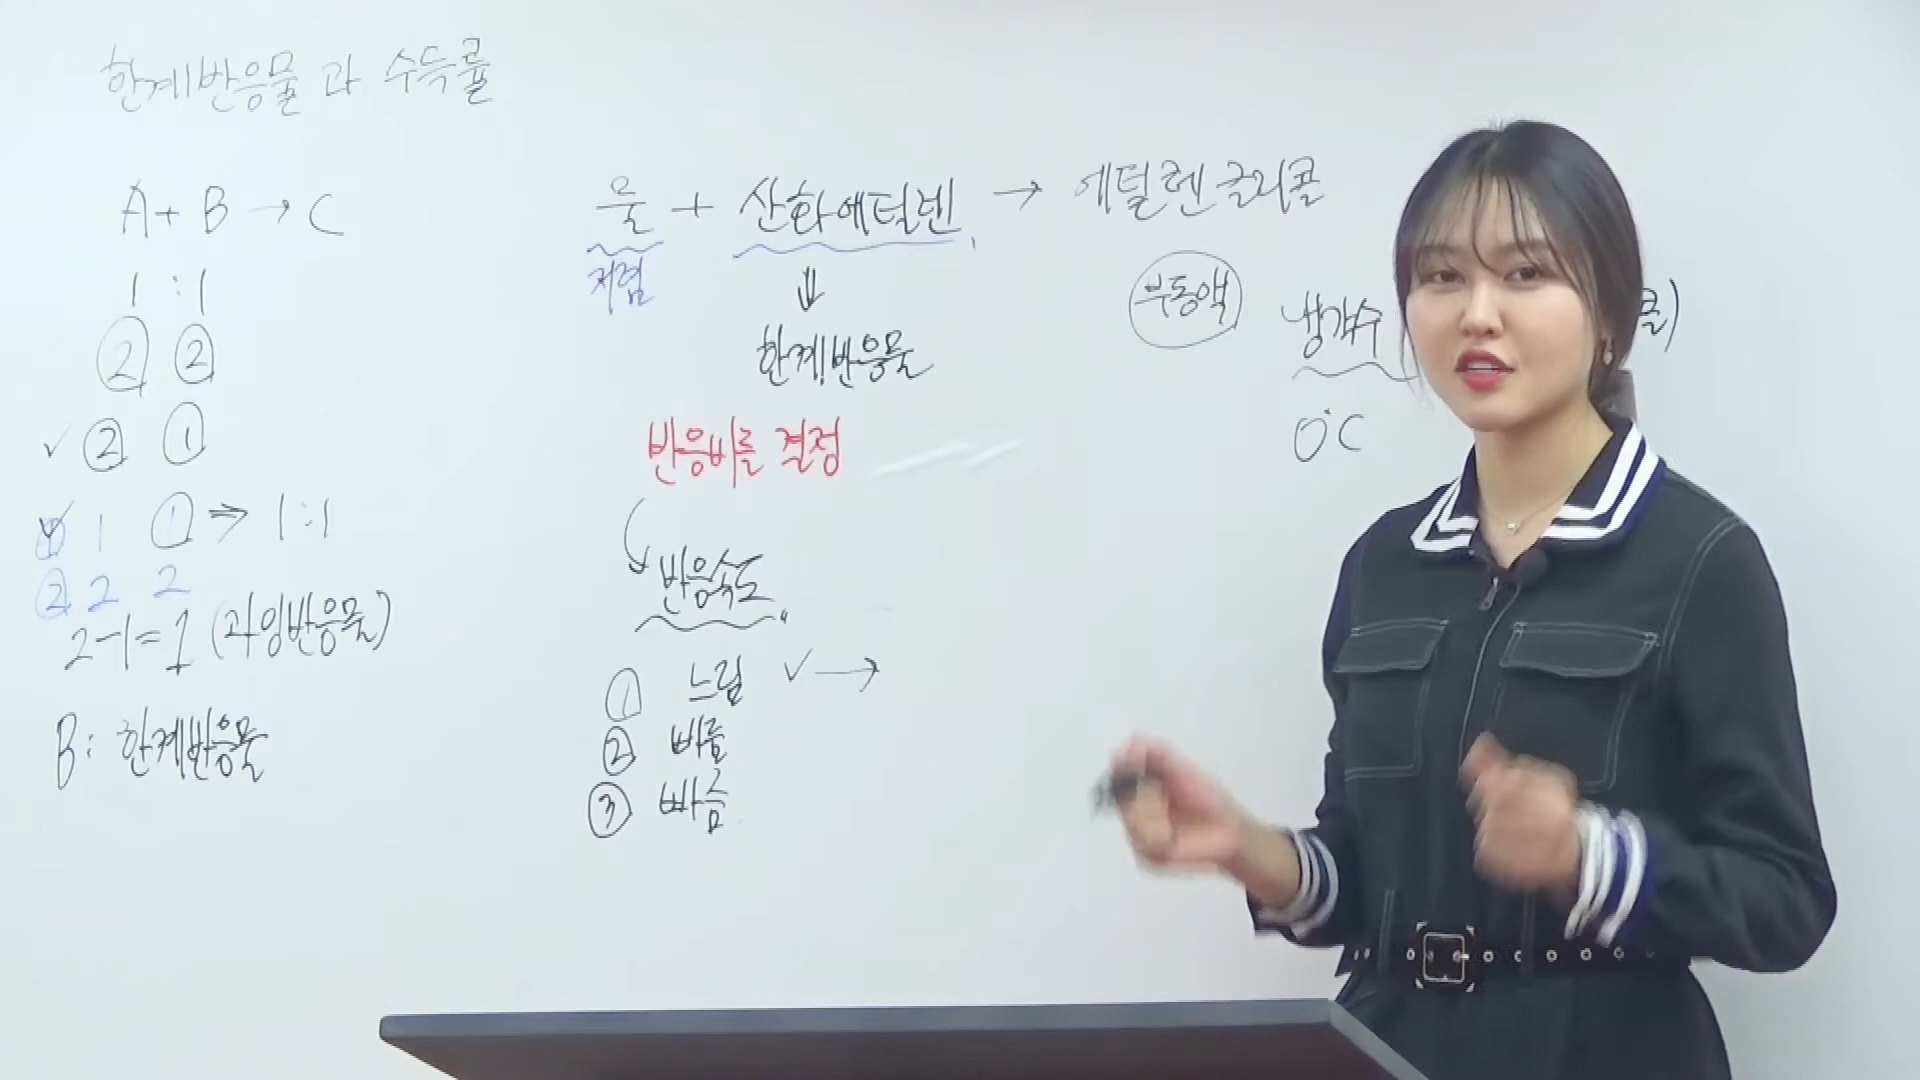 한계반응물과 수득률
A + B → C
1 : 1
② ②
✓ ② ①
① 1 ① ⇒ 1:1
② 2 2
2-1=1 (과잉반응물)
B: 한계반응물
물 + 산화에틸렌 → 에틸렌글리콜
저렴
⇓
한계반응물
반응비를 결정
반응속도
① 느림 ✓ →
② 빠름
③ 빠름
부동액
냉각수
콜)
0°C